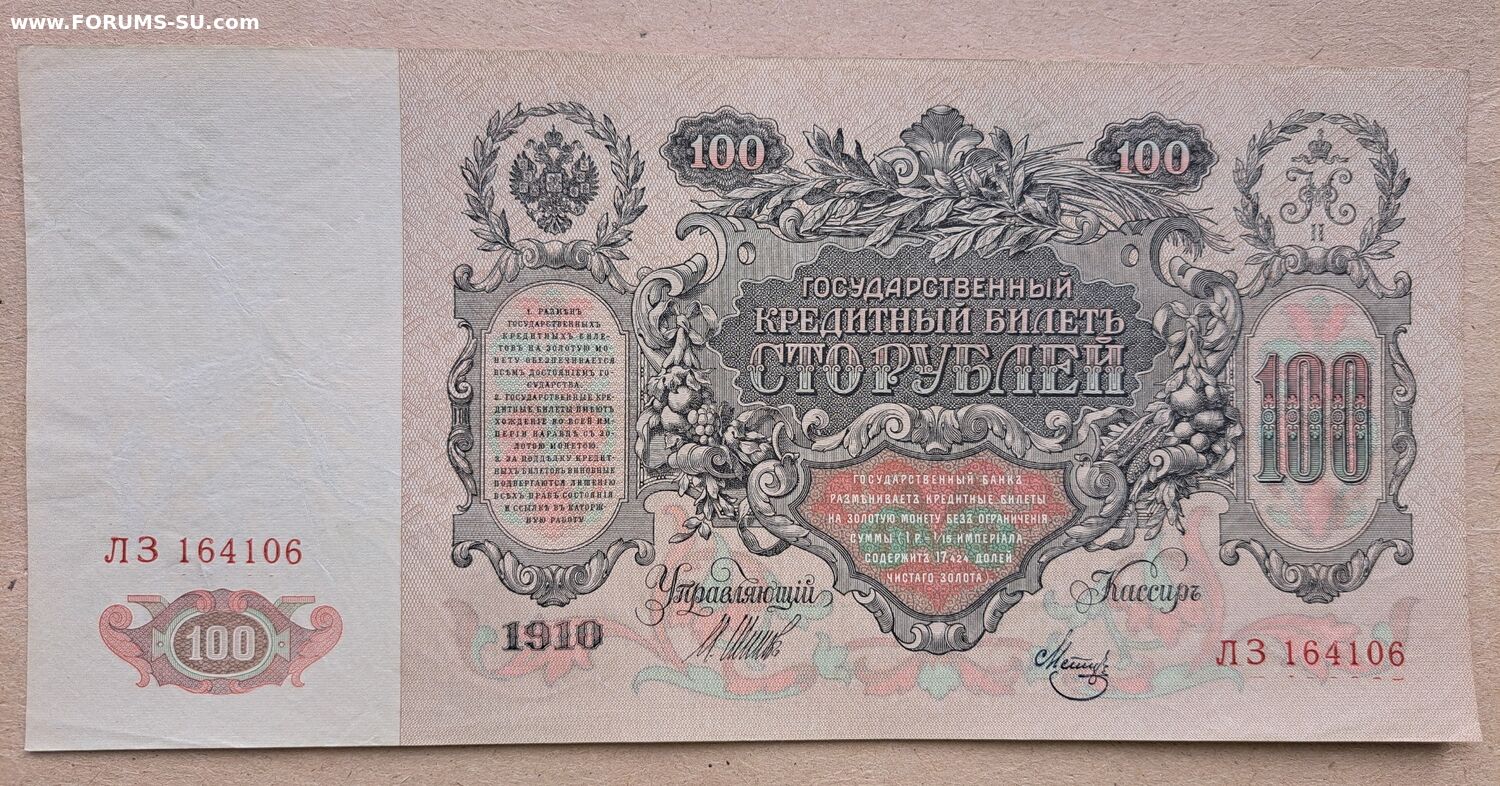 www.FORUMS-SU.com
100
100
Н
II
ГОСУДАРСТВЕННЫЙ
КРЕДИТНЫЙ БИЛЕТЪ
СТО РУБЛЕЙ
1. РАЗМѢНЪ
ГОСУДАРСТВЕННЫХЪ
КРЕДИТНЫХЪ БИЛЕ-
ТОВЪ НА ЗОЛОТУЮ МО-
НЕТУ ОБЕЗПЕЧИВАЕТСЯ
ВСѢМЪ ДОСТОЯНІЕМЪ ГО-
СУДАРСТВА.
2. ГОСУДАРСТВЕННЫЕ КРЕ-
ДИТНЫЕ БИЛЕТЫ ИМѢЮТЪ
ХОЖДЕНІЕ ВО ВСЕЙ ИМ-
ПЕРІИ НАРАВНѢ СЪ ЗО-
ЛОТОЮ МОНЕТОЮ.
3. ЗА ПОДДѢЛКУ КРЕДИТ-
НЫХЪ БИЛЕТОВЪ ВИНОВНЫЕ
ПОДВЕРГАЮТСЯ ЛИШЕНІЮ
ВСѢХЪ ПРАВЪ СОСТОЯНІЯ
И ССЫЛКѢ ВЪ КАТОРЖ-
НУЮ РАБОТУ
100
ГОСУДАРСТВЕННЫЙ БАНКЪ
РАЗМѢНИВАЕТЪ КРЕДИТНЫЕ БИЛЕТЫ
НА ЗОЛОТУЮ МОНЕТУ БЕЗЪ ОГРАНИЧЕНІЯ
СУММЫ (1 Р.= 1/15 ИМПЕРІАЛА,
СОДЕРЖИТЪ 17,424 ДОЛЕЙ
ЧИСТАГО ЗОЛОТА).
Управляющій
Кассиръ
1910
ЛЗ 164106
ЛЗ 164106
100